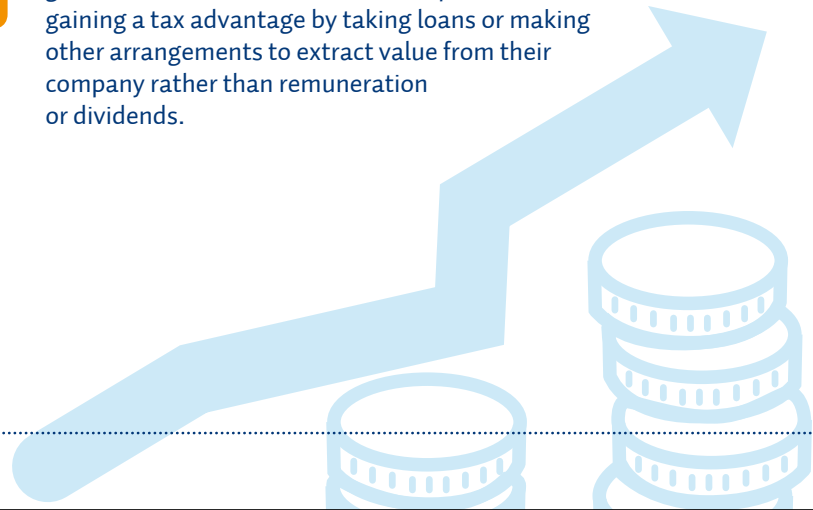 gaining a tax advantage by taking loans or making
other arrangements to extract value from their
company rather than remuneration
or dividends.